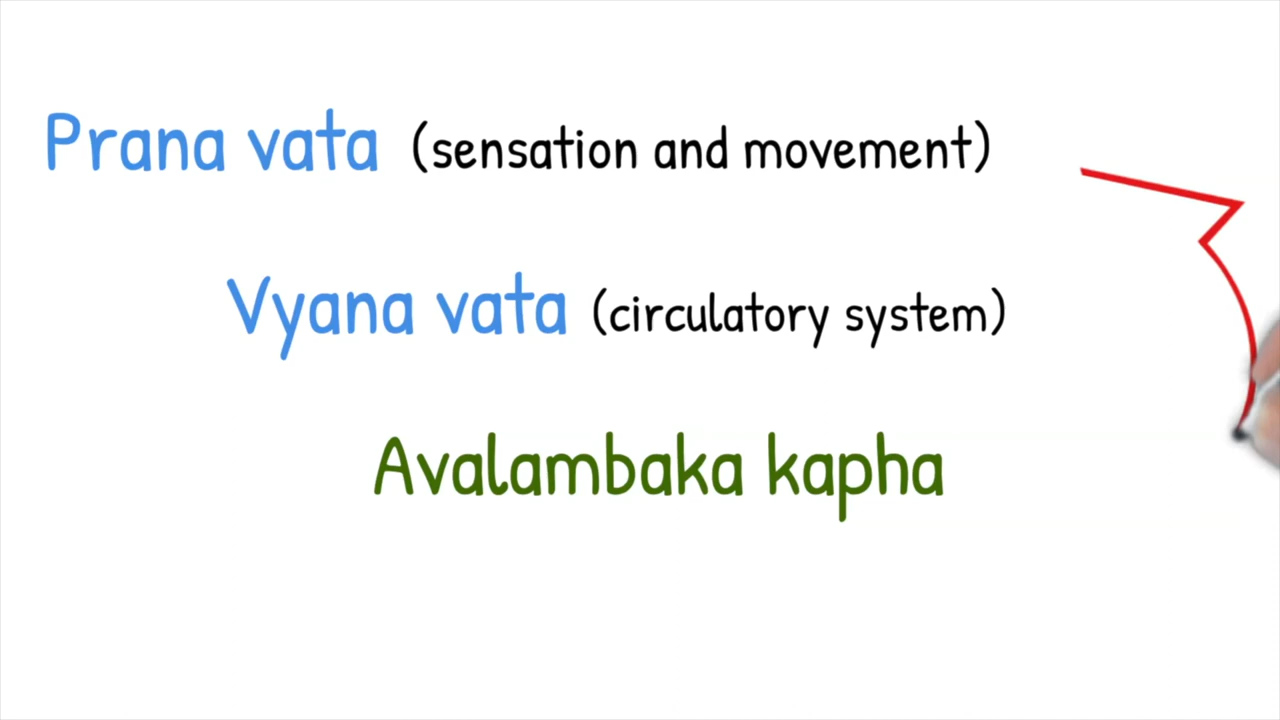 Prana vata (sensation and movement)
Vyana vata (circulatory system)
Avalambaka kapha